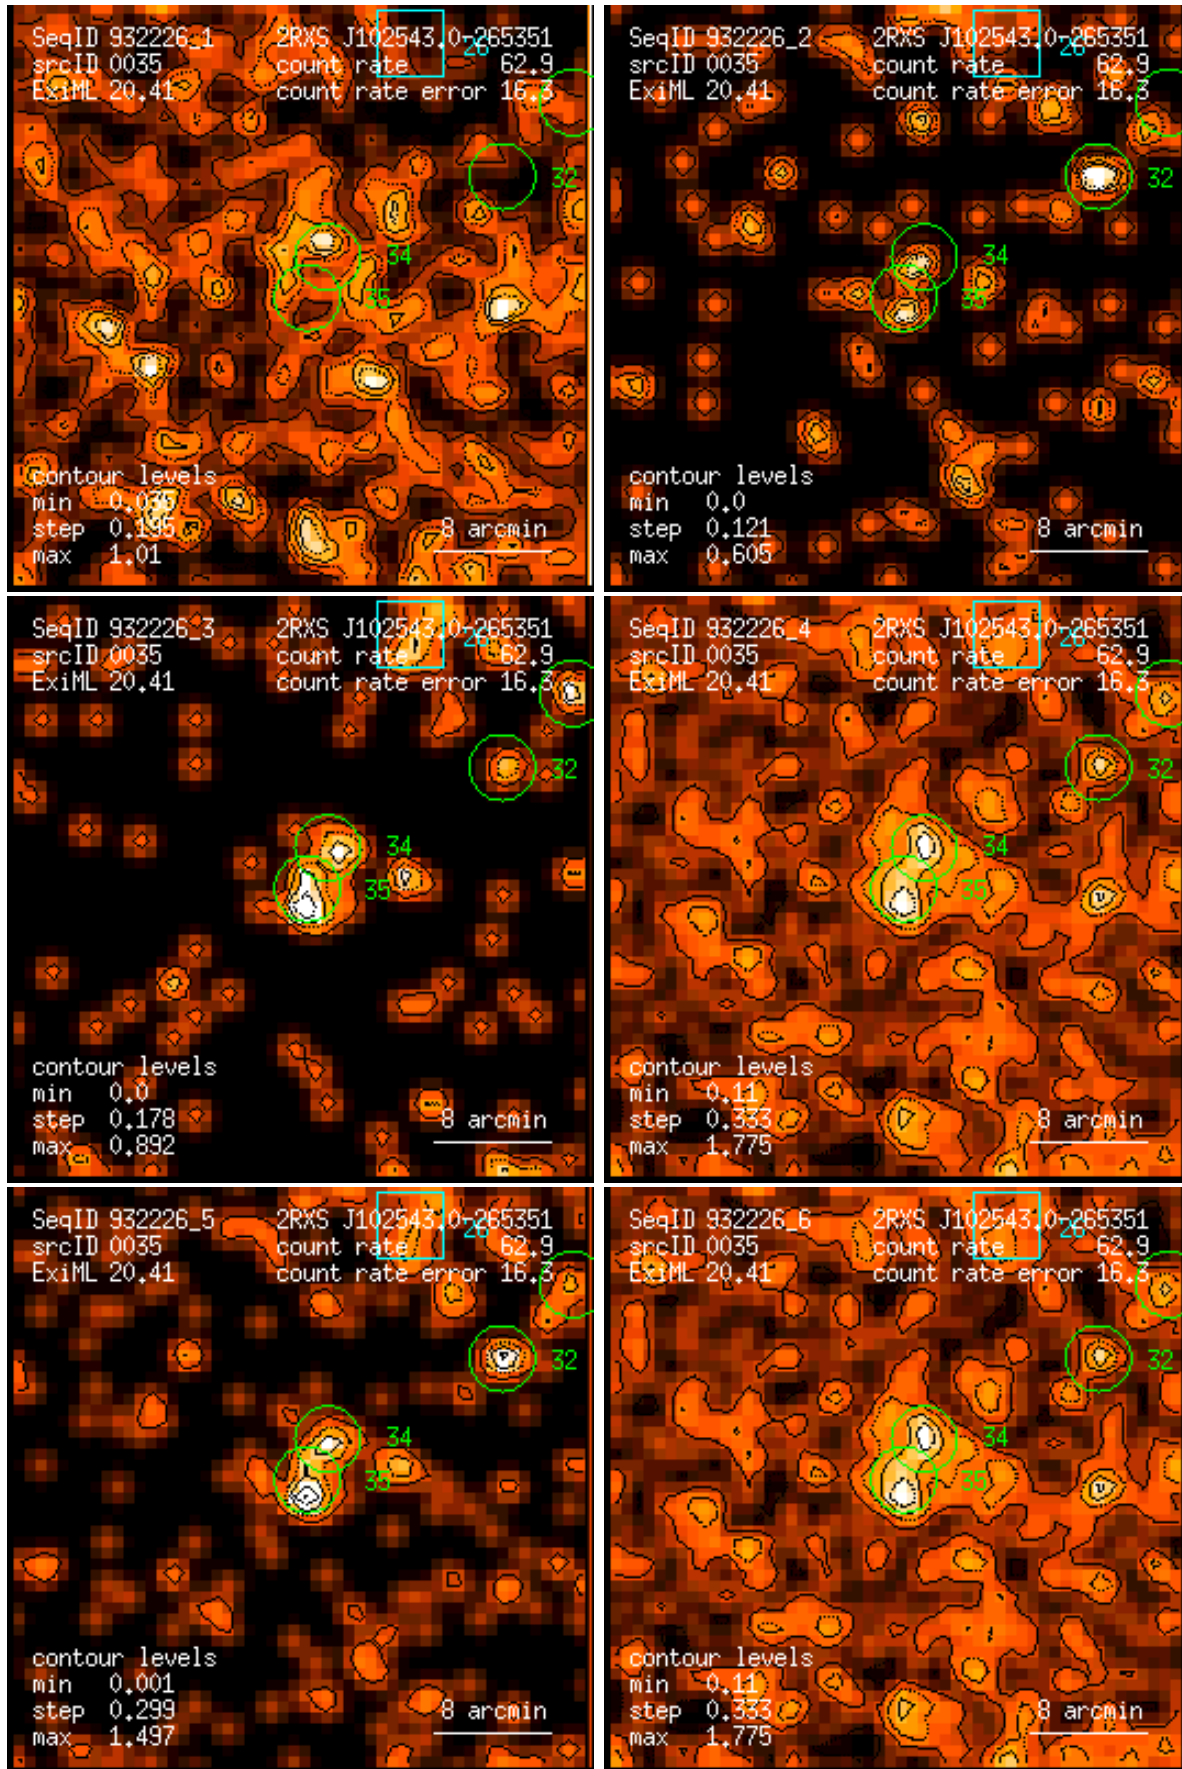 SeqID 932226_1 2RXS J102543.0-265351
srcID 0035 count rate 62.9
ExiML 20.41 count rate error 16.3
26
32
34
35
contour levels
min 0.035
step 0.195
max 1.01
8 arcmin
SeqID 932226_2 2RXS J102543.0-265351
srcID 0035 count rate 62.9
ExiML 20.41 count rate error 16.3
26
32
34
35
contour levels
min 0.0
step 0.121
max 0.605
8 arcmin
SeqID 932226_3 2RXS J102543.0-265351
srcID 0035 count rate 62.9
ExiML 20.41 count rate error 16.3
26
32
34
35
contour levels
min 0.0
step 0.178
max 0.892
8 arcmin
SeqID 932226_4 2RXS J102543.0-265351
srcID 0035 count rate 62.9
ExiML 20.41 count rate error 16.3
26
32
34
35
contour levels
min 0.11
step 0.333
max 1.775
8 arcmin
SeqID 932226_5 2RXS J102543.0-265351
srcID 0035 count rate 62.9
ExiML 20.41 count rate error 16.3
26
32
34
35
contour levels
min 0.001
step 0.299
max 1.497
8 arcmin
SeqID 932226_6 2RXS J102543.0-265351
srcID 0035 count rate 62.9
ExiML 20.41 count rate error 16.3
26
32
34
35
contour levels
min 0.11
step 0.333
max 1.775
8 arcmin